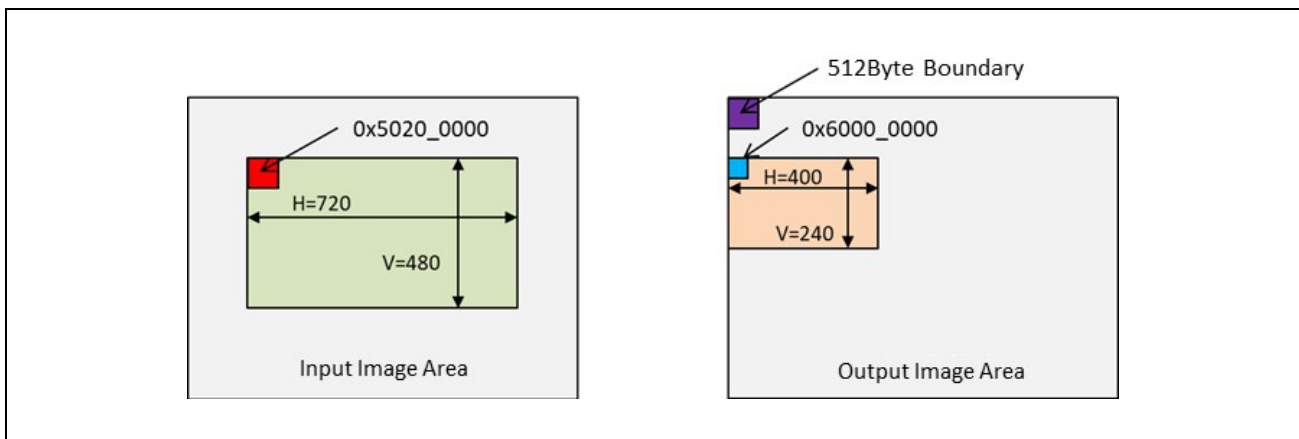 0x5020_0000
H=720
V=480
Input Image Area
512Byte Boundary
0x6000_0000
H=400
V=240
Output Image Area